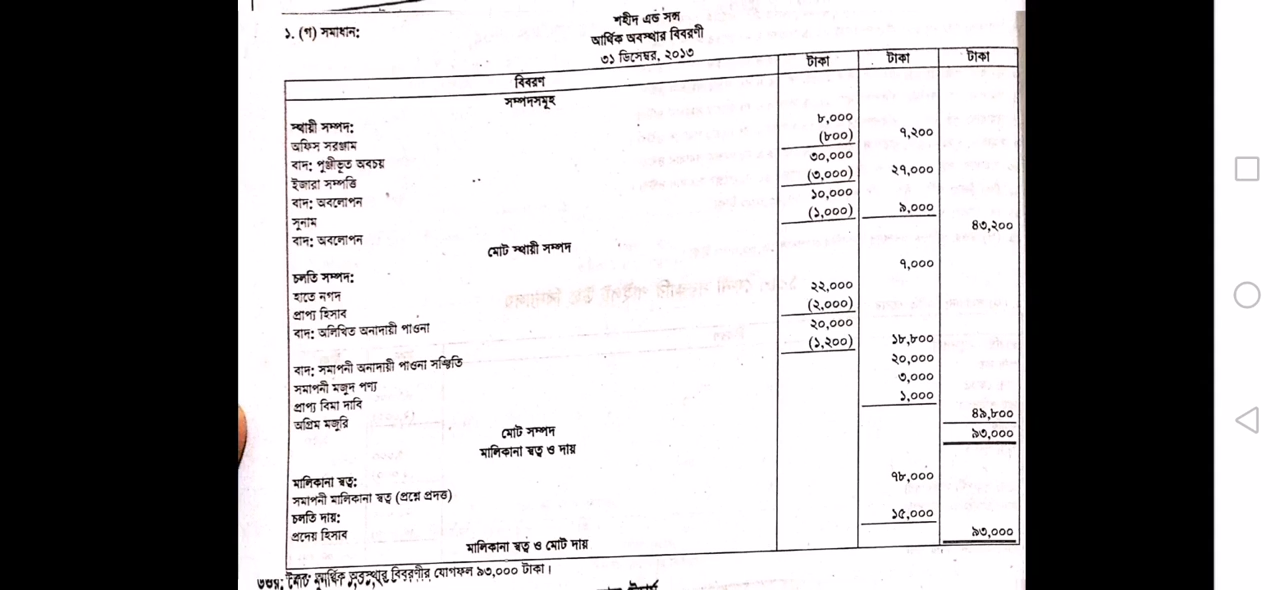 ১. (গ) সমাধান:
শহীদ এন্ড সন্স
আর্থিক অবস্থার বিবরণী
৩১ ডিসেম্বর, ২০১৩
বিবরণ টাকা টাকা টাকা
সম্পদসমূহ
স্থায়ী সম্পদ:
অফিস সরঞ্জাম ৮,০০০
বাদ: পুঞ্জীভূত অবচয় (৮০০) ৭,২০০
ইজারা সম্পত্তি ৩০,০০০
বাদ: অবলোপন (৩,০০০) ২৭,০০০
সুনাম ১০,০০০
বাদ: অবলোপন (১,০০০) ৯,০০০
মোট স্থায়ী সম্পদ ৪৩,২০০
চলতি সম্পদ:
হাতে নগদ ৭,০০০
প্রাপ্য হিসাব ২২,০০০
বাদ: অলিখিত অনাদায়ী পাওনা (২,০০০)
২০,০০০
বাদ: সমাপনী অনাদায়ী পাওনা সঞ্চিতি (১,২০০) ১৮,৮০০
সমাপনী মজুদ পণ্য ২০,০০০
প্রাপ্য বিমা দাবি ৩,০০০
অগ্রিম মজুরি ১,০০০
৪৯,৮০০
মোট সম্পদ ৯৩,০০০
মালিকানা স্বত্ব ও দায়
মালিকানা স্বত্ব:
সমাপনী মালিকানা স্বত্ব (প্রশ্নে প্রদত্ত) ৭৮,০০০
চলতি দায়:
প্রদেয় হিসাব ১৫,০০০
মালিকানা স্বত্ব ও মোট দায় ৯৩,০০০
আর্থিক অবস্থার বিবরণীর যোগফল ৯৩,০০০ টাকা।